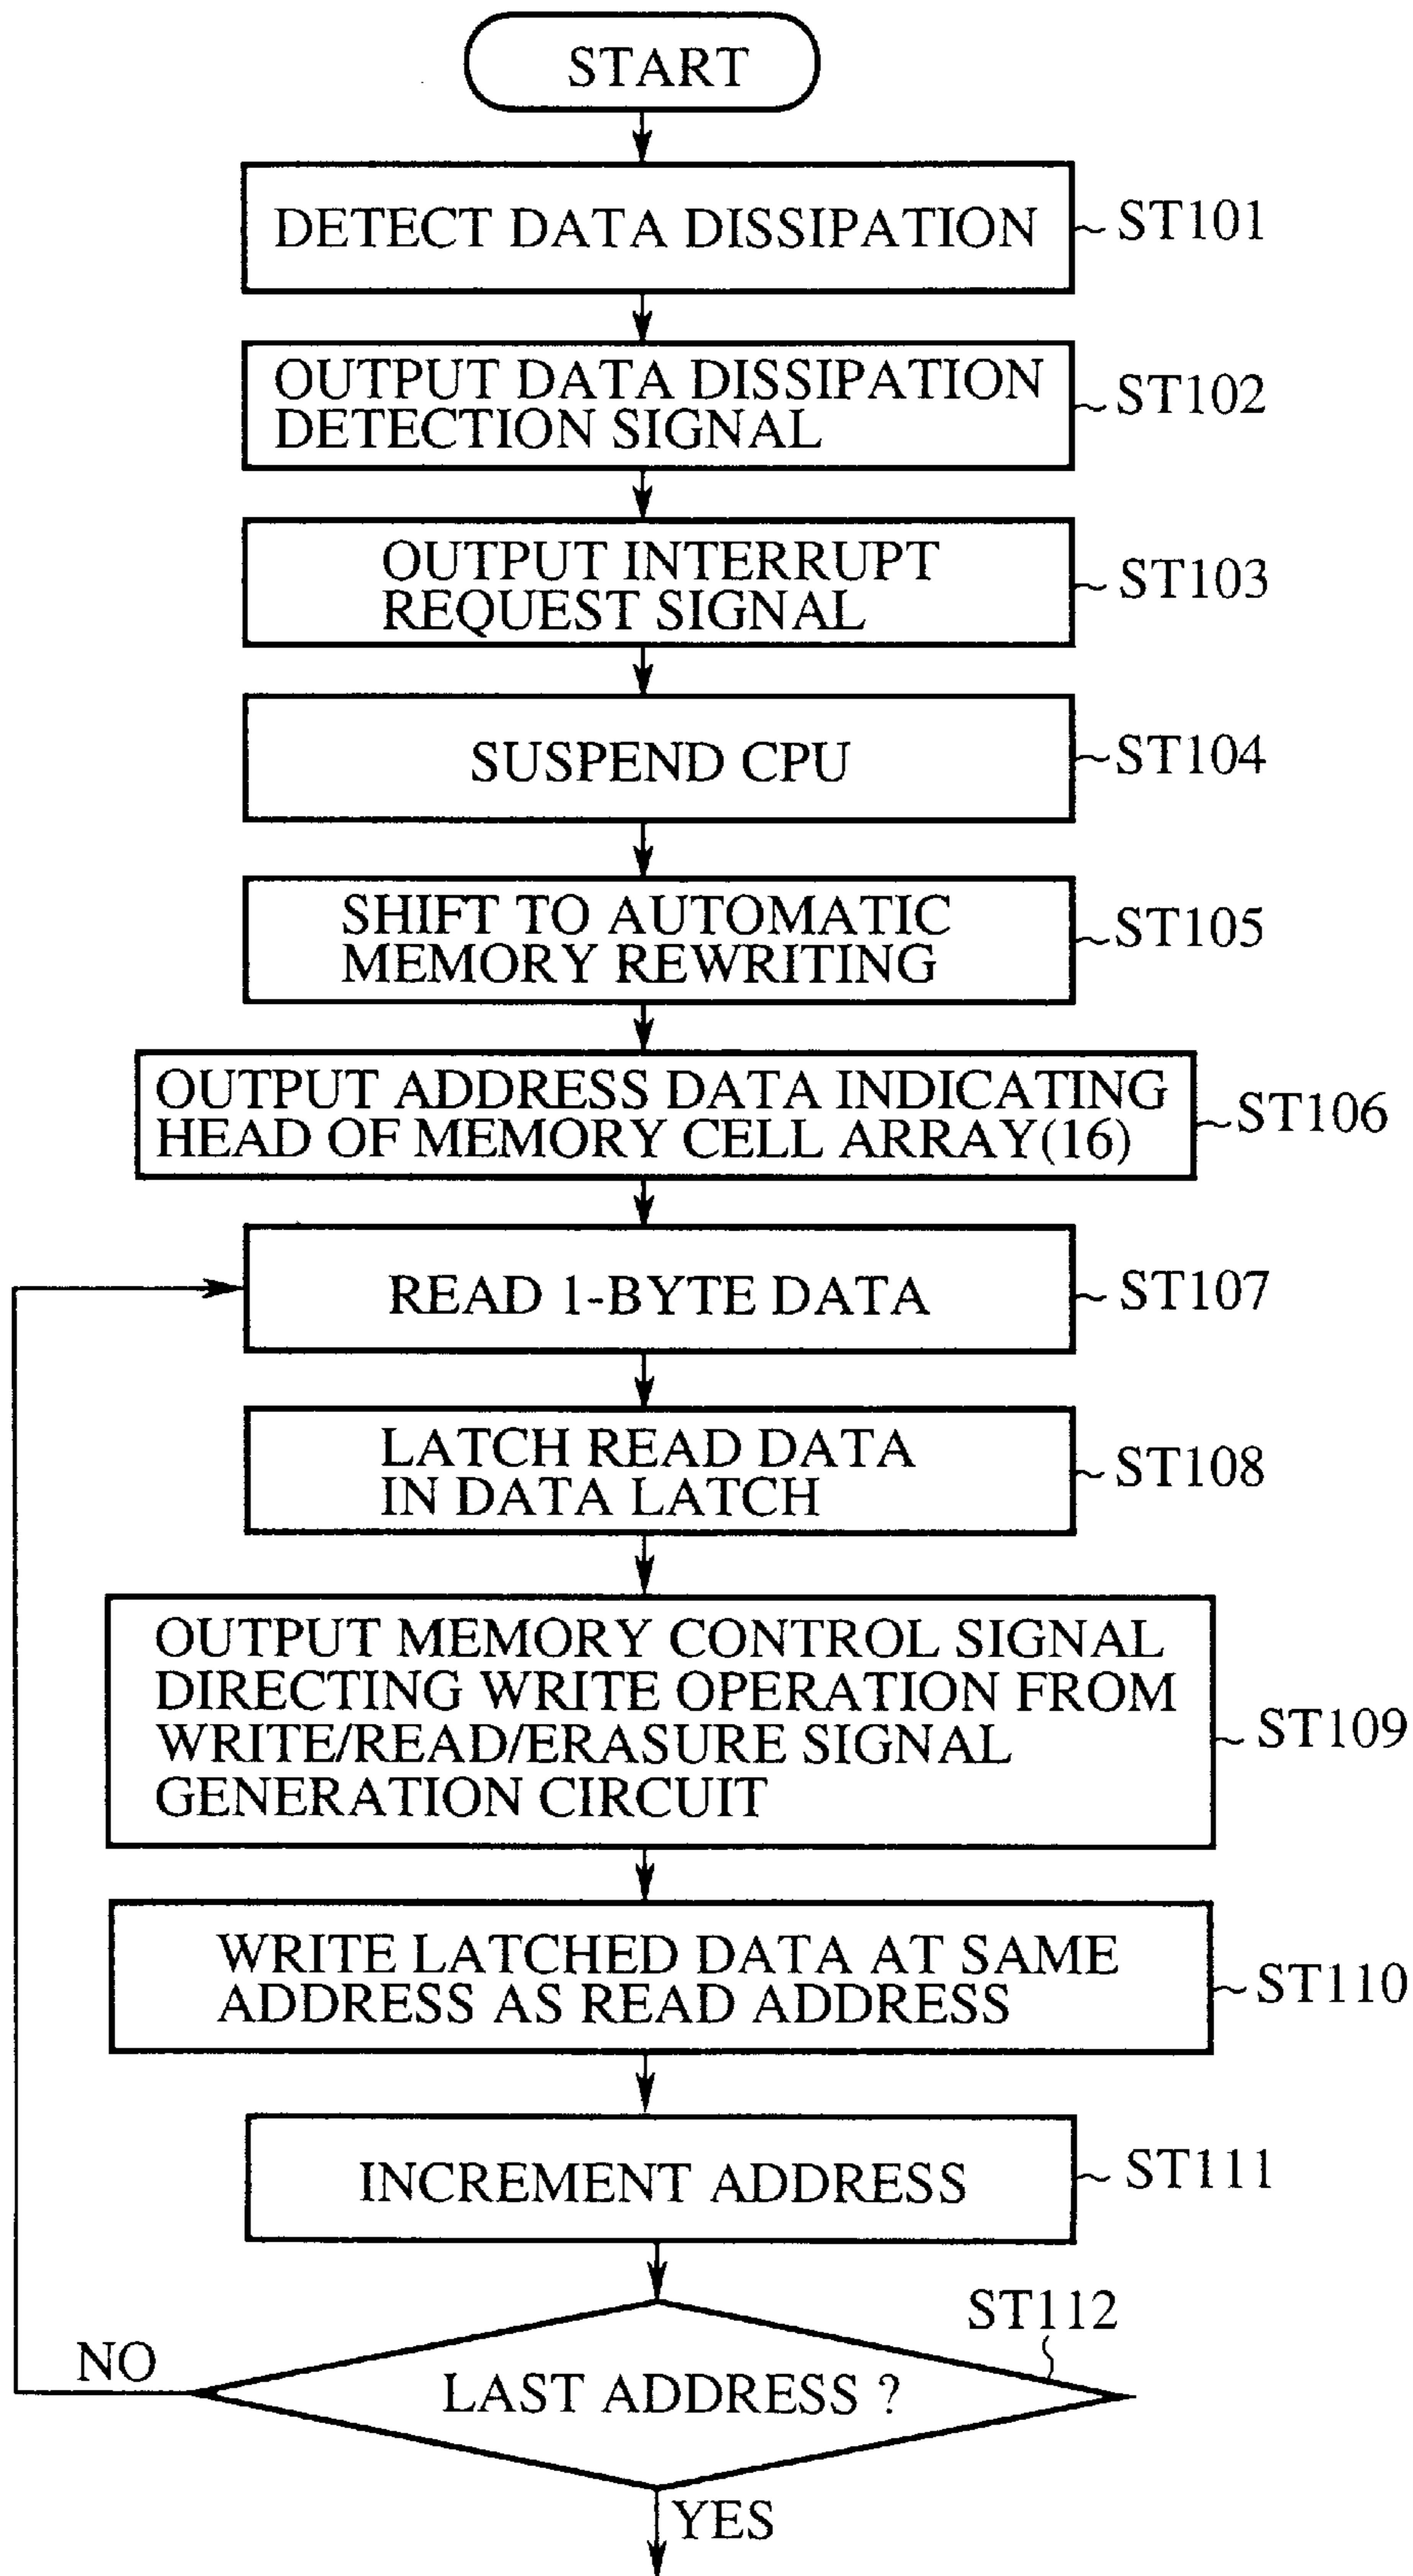 START
DETECT DATA DISSIPATION
ST101
OUTPUT DATA DISSIPATION
DETECTION SIGNAL
ST102
OUTPUT INTERRUPT
REQUEST SIGNAL
ST103
SUSPEND CPU
ST104
SHIFT TO AUTOMATIC
MEMORY REWRITING
ST105
OUTPUT ADDRESS DATA INDICATING
HEAD OF MEMORY CELL ARRAY(16)
ST106
READ 1-BYTE DATA
ST107
LATCH READ DATA
IN DATA LATCH
ST108
OUTPUT MEMORY CONTROL SIGNAL
DIRECTING WRITE OPERATION FROM
WRITE/READ/ERASURE SIGNAL
GENERATION CIRCUIT
ST109
WRITE LATCHED DATA AT SAME
ADDRESS AS READ ADDRESS
ST110
INCREMENT ADDRESS
ST111
ST112
NO
LAST ADDRESS ?
YES